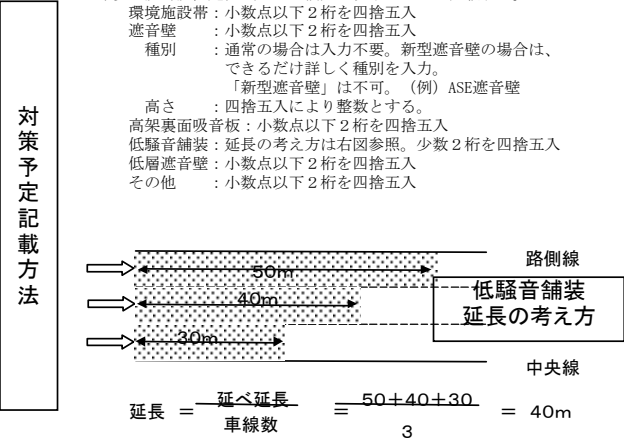 対策予定記載方法
環境施設帯：小数点以下２桁を四捨五入
遮音壁　　：小数点以下２桁を四捨五入
種別　　：通常の場合は入力不要。新型遮音壁の場合は、
できるだけ詳しく種別を入力。
「新型遮音壁」は不可。（例）ASE遮音壁
高さ　　：四捨五入により整数とする。
高架裏面吸音板：小数点以下２桁を四捨五入
低騒音舗装：延長の考え方は右図参照。少数２桁を四捨五入
低層遮音壁：小数点以下２桁を四捨五入
その他　　：小数点以下２桁を四捨五入
路側線
50m
低騒音舗装
延長の考え方
40m
30m
中央線
延長 ＝ 延べ延長 ＝ 50＋40＋30 ＝ 40m
車線数 3